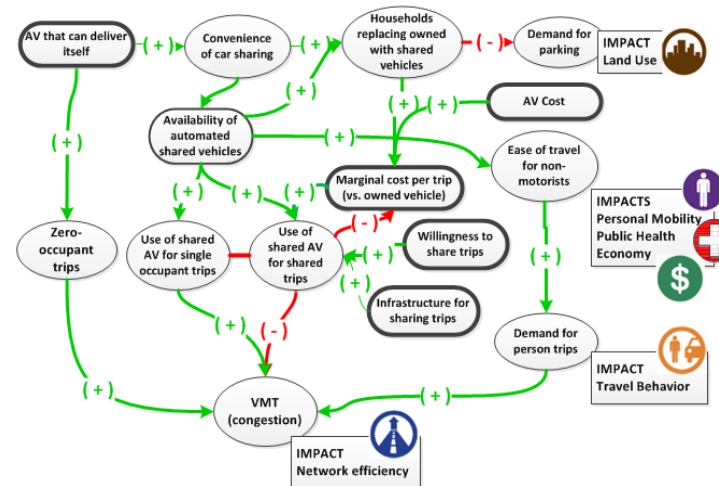 AV that can deliver
itself
( + )
Convenience
of car sharing
( + )
Households
replacing owned
with shared
vehicles
( - )
Demand for
parking
IMPACT
Land Use
( + )
( + )
( + )
( + )
AV Cost
Availability of
automated
shared vehicles
( + )
( + )
Ease of travel
for non-
motorists
( + )
( + )
( + )
Marginal cost per trip
(vs. owned vehicle)
IMPACTS
Personal Mobility
Public Health
Economy
$
( - )
Zero-
occupant
trips
Use of shared
AV for single
occupant trips
Use of
shared AV
for shared
trips
( + )
Willingness to
share trips
( + )
( + )
Infrastructure for
sharing trips
( + )
( - )
Demand for
person trips
IMPACT
Travel Behavior
( + )
( + )
VMT
(congestion)
IMPACT
Network efficiency